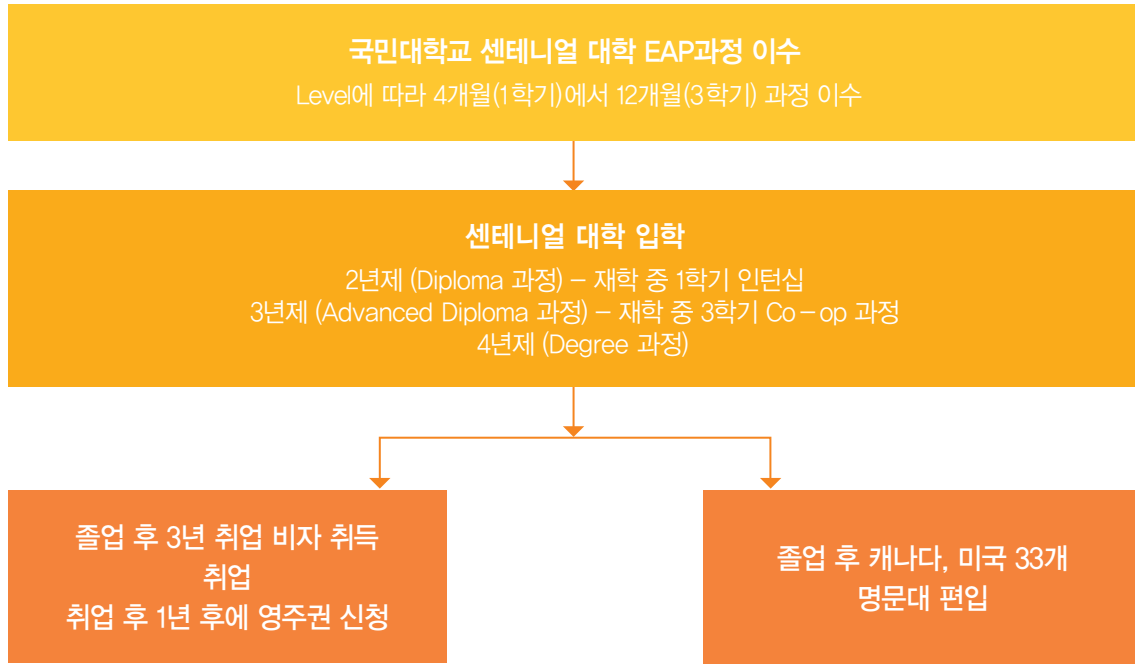 국민대학교 센테니얼 대학 EAP과정 이수
Level에 따라 4개월(1학기)에서 12개월(3학기) 과정 이수
센테니얼 대학 입학
2년제 (Diploma 과정) – 재학 중 1학기 인턴십
3년제 (Advanced Diploma 과정) – 재학 중 3학기 Co–op 과정
4년제 (Degree 과정)
졸업 후 3년 취업 비자 취득
취업
취업 후 1년 후에 영주권 신청
졸업 후 캐나다, 미국 33개
명문대 편입